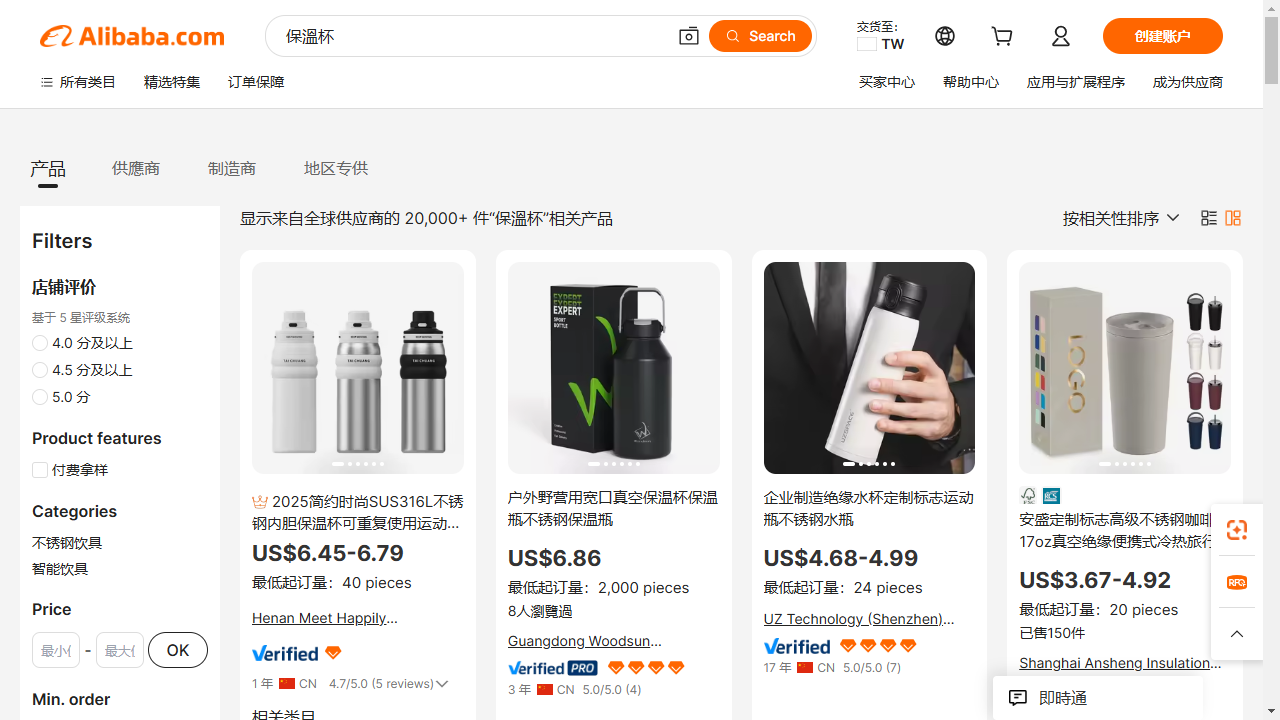 Alibaba.com
保溫杯
Search
交货至：
TW
创建账户
所有类目
精选特集
订单保障
买家中心
帮助中心
应用与扩展程序
成为供应商
产品
供應商
制造商
地区专供
Filters
店铺评价
基于 5 星评级系统
4.0 分及以上
4.5 分及以上
5.0 分
Product features
付费拿样
Categories
不锈钢饮具
智能饮具
Price
最小(
-
最大(
OK
Min. order
显示来自全球供应商的 20,000+ 件“保溫杯”相关产品
按相关性排序
2025简约时尚SUS316L不锈
钢内胆保温杯可重复使用运动...
US$6.45-6.79
最低起订量：40 pieces
Henan Meet Happily...
Verified
1 年 CN 4.7/5.0 (5 reviews)
相关类目
EXPERT
EXPERT
EXPERT
SPORT
BOTTLE
户外野营用宽口真空保温杯保温
瓶不锈钢保温瓶
US$6.86
最低起订量：2,000 pieces
8人瀏覽過
Guangdong Woodsun...
Verified PRO
3 年 CN 5.0/5.0 (4)
UZSPACE
企业制造绝缘水杯定制标志运动
瓶不锈钢水瓶
US$4.68-4.99
最低起订量：24 pieces
UZ Technology (Shenzhen)...
Verified
17 年 CN 5.0/5.0 (7)
LOGO
安盛定制标志高级不锈钢咖啡
17oz真空绝缘便携式冷热旅行
US$3.67-4.92
最低起订量：20 pieces
已售150件
Shanghai Ansheng Insulation...
RFQ
即時通